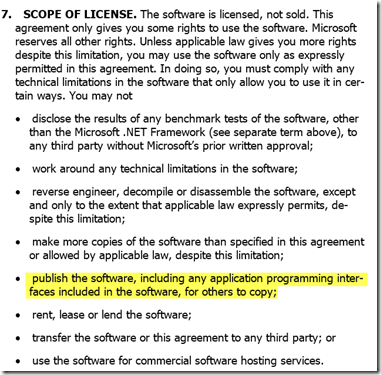 7. SCOPE OF LICENSE. The software is licensed, not sold. This
agreement only gives you some rights to use the software. Microsoft
reserves all other rights. Unless applicable law gives you more rights
despite this limitation, you may use the software only as expressly
permitted in this agreement. In doing so, you must comply with any
technical limitations in the software that only allow you to use it in cer-
tain ways. You may not
• disclose the results of any benchmark tests of the software, other
than the Microsoft .NET Framework (see separate term above), to
any third party without Microsoft's prior written approval;
• work around any technical limitations in the software;
• reverse engineer, decompile or disassemble the software, except
and only to the extent that applicable law expressly permits, de-
spite this limitation;
• make more copies of the software than specified in this agreement
or allowed by applicable law, despite this limitation;
• publish the software, including any application programming inter-
faces included in the software, for others to copy;
• rent, lease or lend the software;
• transfer the software or this agreement to any third party; or
• use the software for commercial software hosting services.